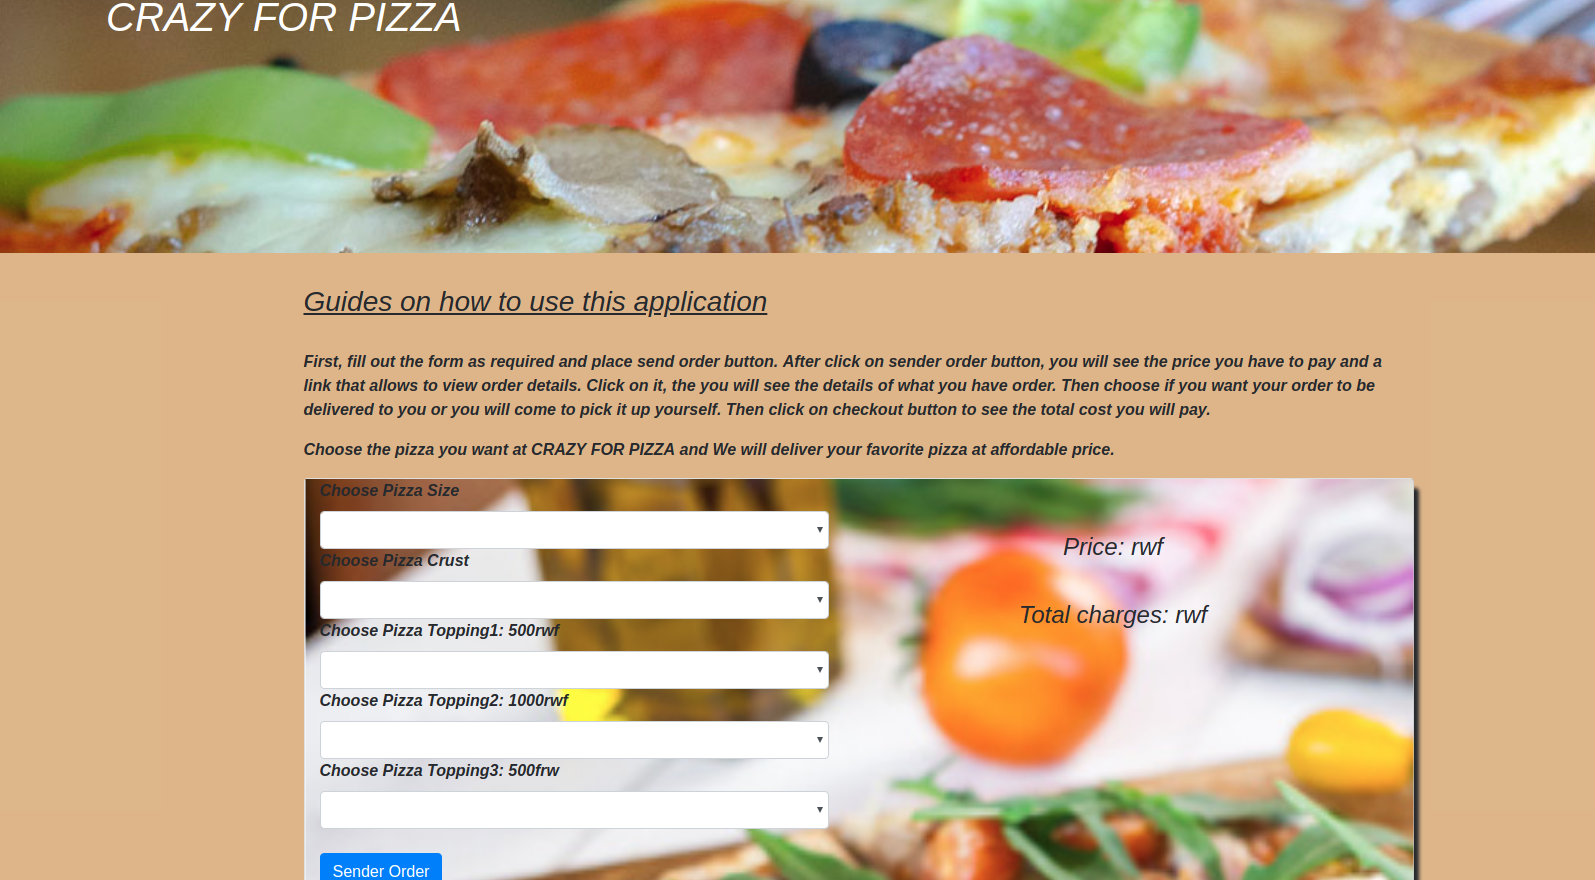 CRAZY FOR PIZZA
Guides on how to use this application
First, fill out the form as required and place send order button. After click on sender order button, you will see the price you have to pay and a
link that allows to view order details. Click on it, the you will see the details of what you have order. Then choose if you want your order to be
delivered to you or you will come to pick it up yourself. Then click on checkout button to see the total cost you will pay.
Choose the pizza you want at CRAZY FOR PIZZA and We will deliver your favorite pizza at affordable price.
Choose Pizza Size
Choose Pizza Crust
Choose Pizza Topping1: 500rwf
Choose Pizza Topping2: 1000rwf
Choose Pizza Topping3: 500frw
Sender Order
Price: rwf
Total charges: rwf